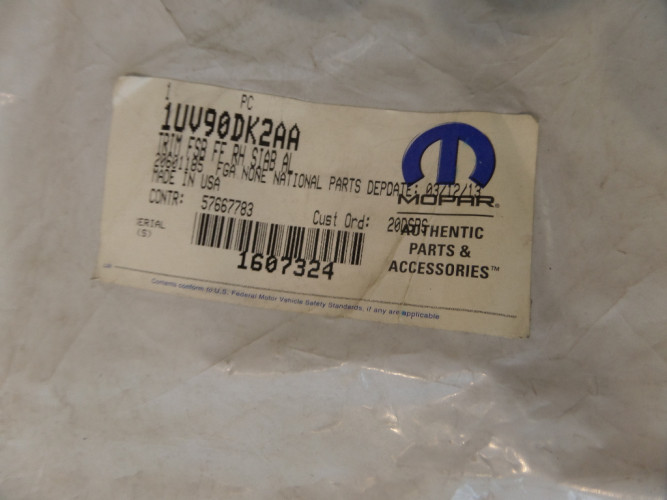 1 PC
1UV90DK2AA
TRIM FSB FF RH STAB AL
20601185 FGA NONE NATIONAL PARTS DEPDATE: 03/12/13
MADE IN USA
CONTR: 57667783
Cust Ord:
ERIAL
(S)
1607324
MOPAR®
AUTHENTIC
PARTS &
ACCESSORIES™
Contents conform to U.S. Federal Motor Vehicle Safety Standards, if any are applicable